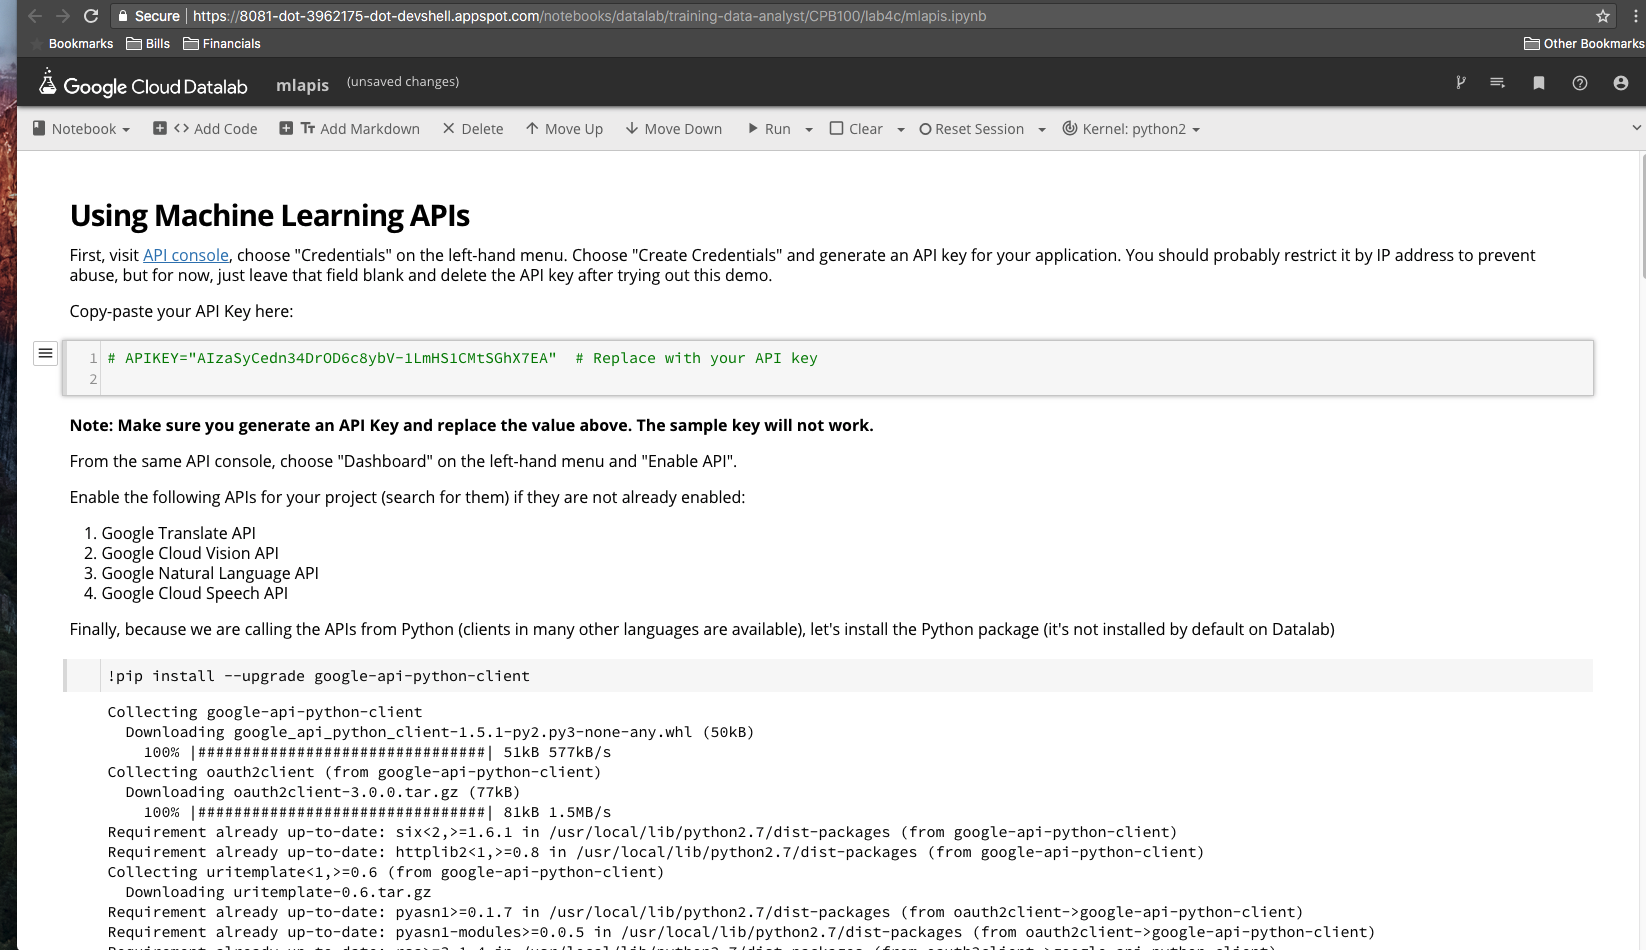 Secure https://8081-dot-3962175-dot-devshell.appspot.com/notebooks/datalab/training-data-analyst/CPB100/lab4c/mlapis.ipynb
Bookmarks Bills Financials Other Bookmarks
Google Cloud Datalab mlapis (unsaved changes)
Notebook Add Code Add Markdown Delete Move Up Move Down Run Clear Reset Session Kernel: python2
Using Machine Learning APIs
First, visit API console, choose "Credentials" on the left-hand menu. Choose "Create Credentials" and generate an API key for your application. You should probably restrict it by IP address to prevent
abuse, but for now, just leave that field blank and delete the API key after trying out this demo.
Copy-paste your API Key here:
1 # APIKEY="AIzaSyCedn34DrOD6c8ybV-1LmHS1CMtSGhX7EA" # Replace with your API key
2
Note: Make sure you generate an API Key and replace the value above. The sample key will not work.
From the same API console, choose "Dashboard" on the left-hand menu and "Enable API".
Enable the following APIs for your project (search for them) if they are not already enabled:
1. Google Translate API
2. Google Cloud Vision API
3. Google Natural Language API
4. Google Cloud Speech API
Finally, because we are calling the APIs from Python (clients in many other languages are available), let's install the Python package (it's not installed by default on Datalab)
!pip install --upgrade google-api-python-client
Collecting google-api-python-client
Downloading google_api_python_client-1.5.1-py2.py3-none-any.whl (50kB)
100% |################################| 51kB 577kB/s
Collecting oauth2client (from google-api-python-client)
Downloading oauth2client-3.0.0.tar.gz (77kB)
100% |################################| 81kB 1.5MB/s
Requirement already up-to-date: six<2,>=1.6.1 in /usr/local/lib/python2.7/dist-packages (from google-api-python-client)
Requirement already up-to-date: httplib2<1,>=0.8 in /usr/local/lib/python2.7/dist-packages (from google-api-python-client)
Collecting uritemplate<1,>=0.6 (from google-api-python-client)
Downloading uritemplate-0.6.tar.gz
Requirement already up-to-date: pyasn1>=0.1.7 in /usr/local/lib/python2.7/dist-packages (from oauth2client->google-api-python-client)
Requirement already up-to-date: pyasn1-modules>=0.0.5 in /usr/local/lib/python2.7/dist-packages (from oauth2client->google-api-python-client)